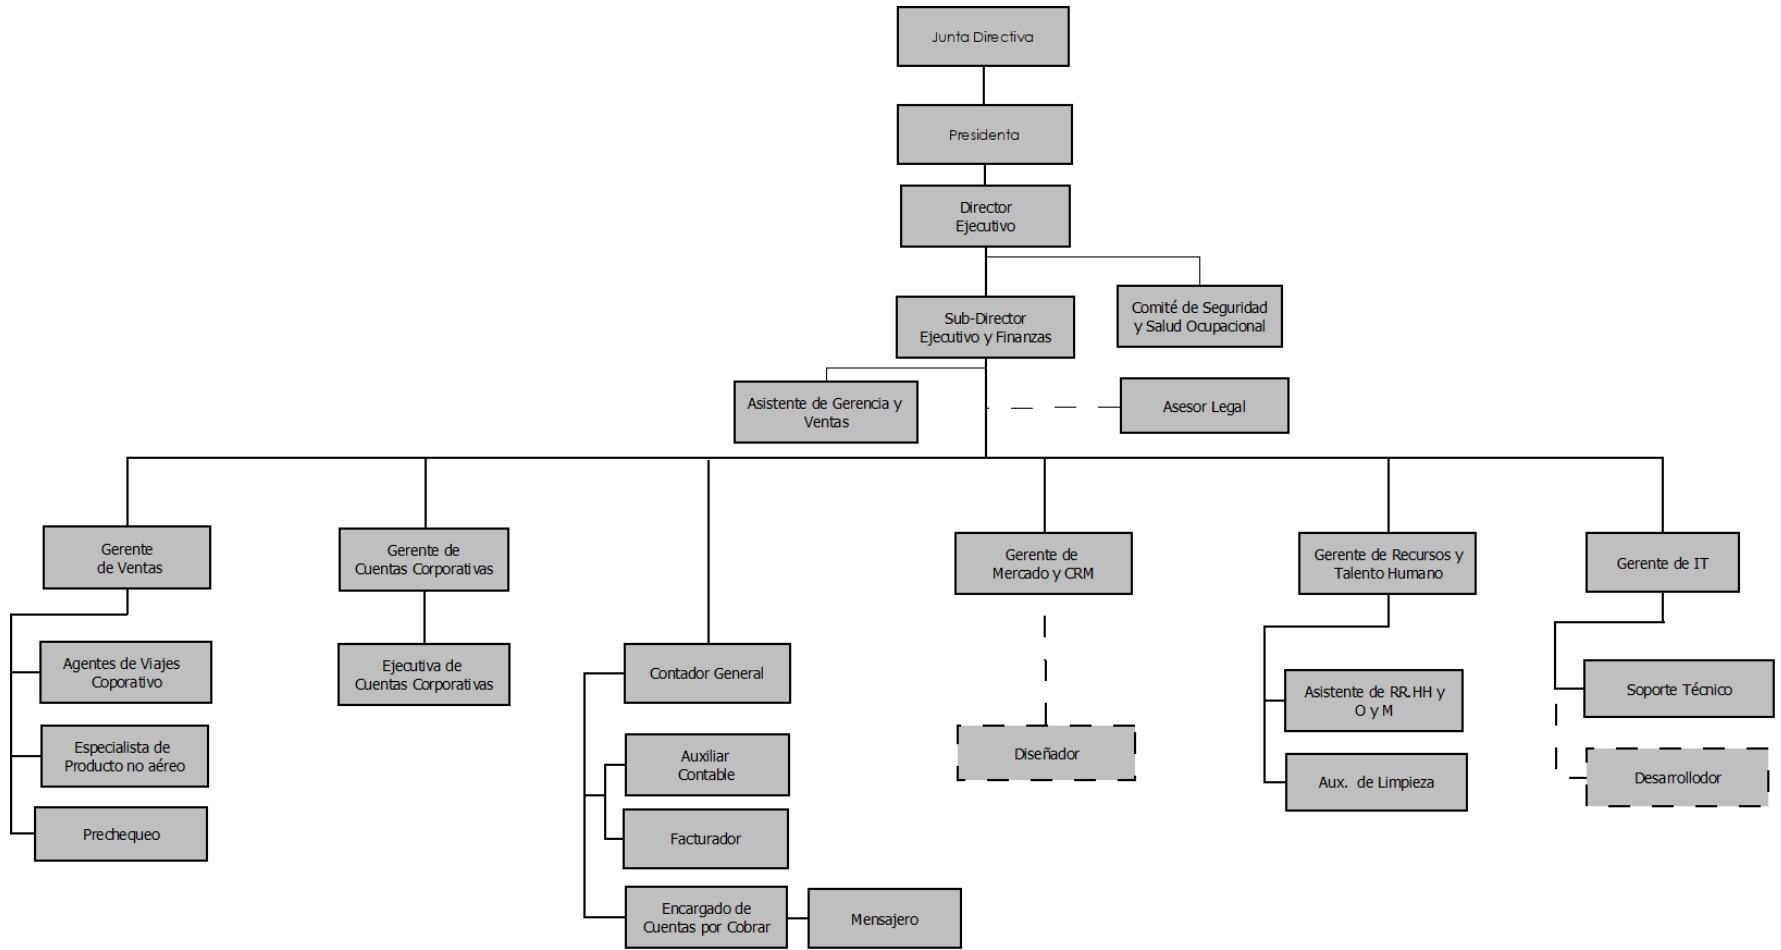 Junta Directiva
Presidenta
Director
Ejecutivo
Comité de Seguridad
y Salud Ocupacional
Sub-Director
Ejecutivo y Finanzas
Asistente de Gerencia y
Ventas
Asesor Legal
Gerente
de Ventas
Gerente de
Cuentas Corporativas
Gerente de
Mercado y CRM
Gerente de Recursos y
Talento Humano
Gerente de IT
Agentes de Viajes
Coporativo
Ejecutiva de
Cuentas Corporativas
Contador General
Asistente de RR.HH y
O y M
Soporte Técnico
Especialista de
Producto no aéreo
Auxiliar
Contable
Diseñador
Aux. de Limpieza
Desarrollodor
Prechequeo
Facturador
Encargado de
Cuentas por Cobrar
Mensajero